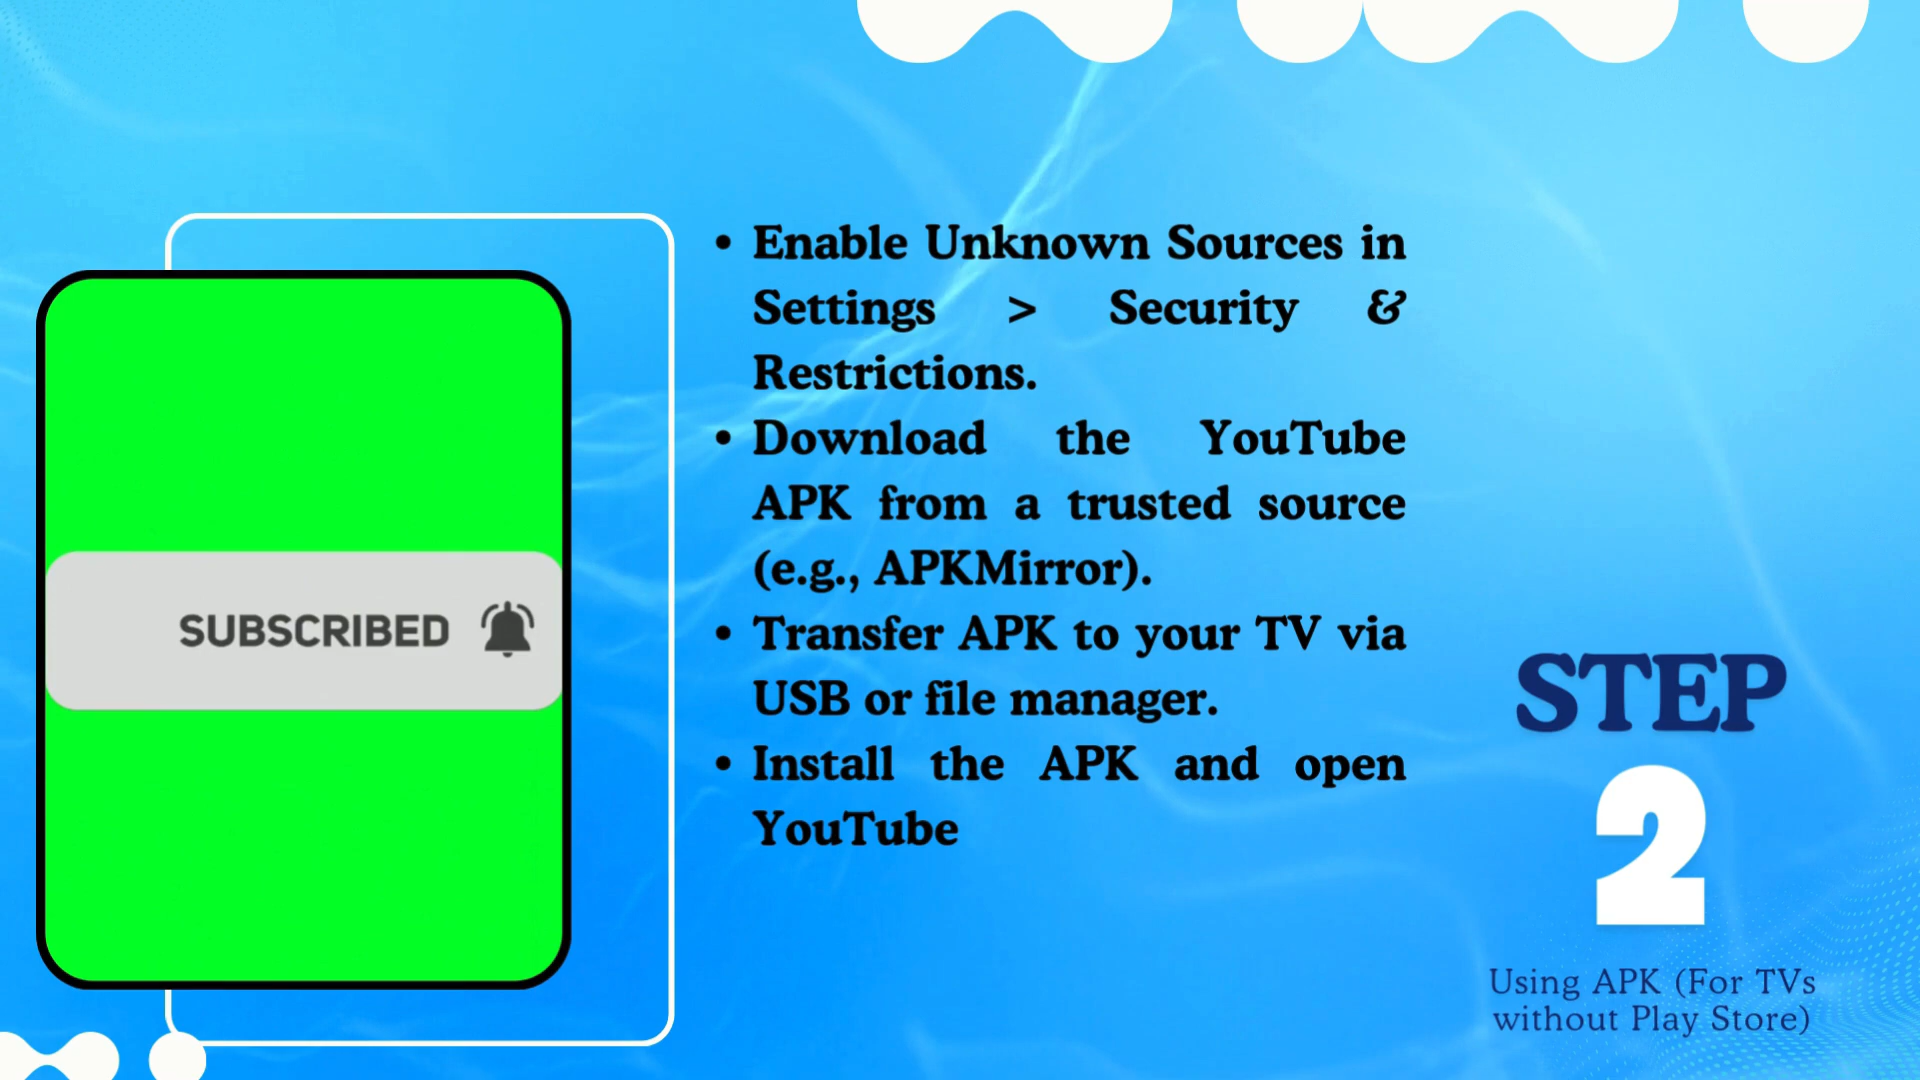 SUBSCRIBED
• Enable Unknown Sources in
Settings > Security &
Restrictions.
• Download the YouTube
APK from a trusted source
(e.g., APKMirror).
• Transfer APK to your TV via
USB or file manager.
• Install the APK and open
YouTube
STEP
2
Using APK (For TVs
without Play Store)